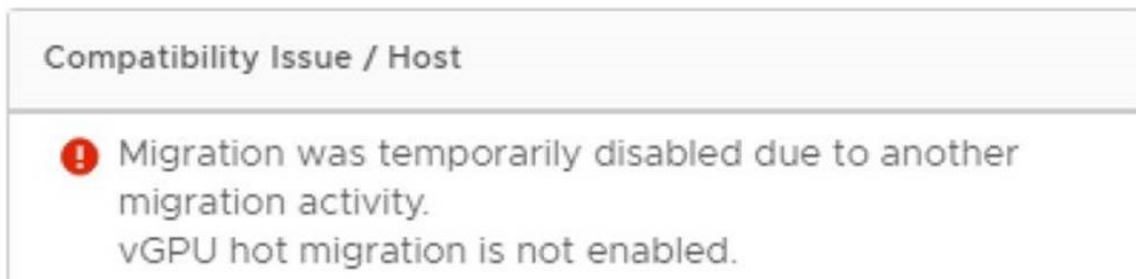 Compatibility Issue / Host
Migration was temporarily disabled due to another
migration activity.
vGPU hot migration is not enabled.